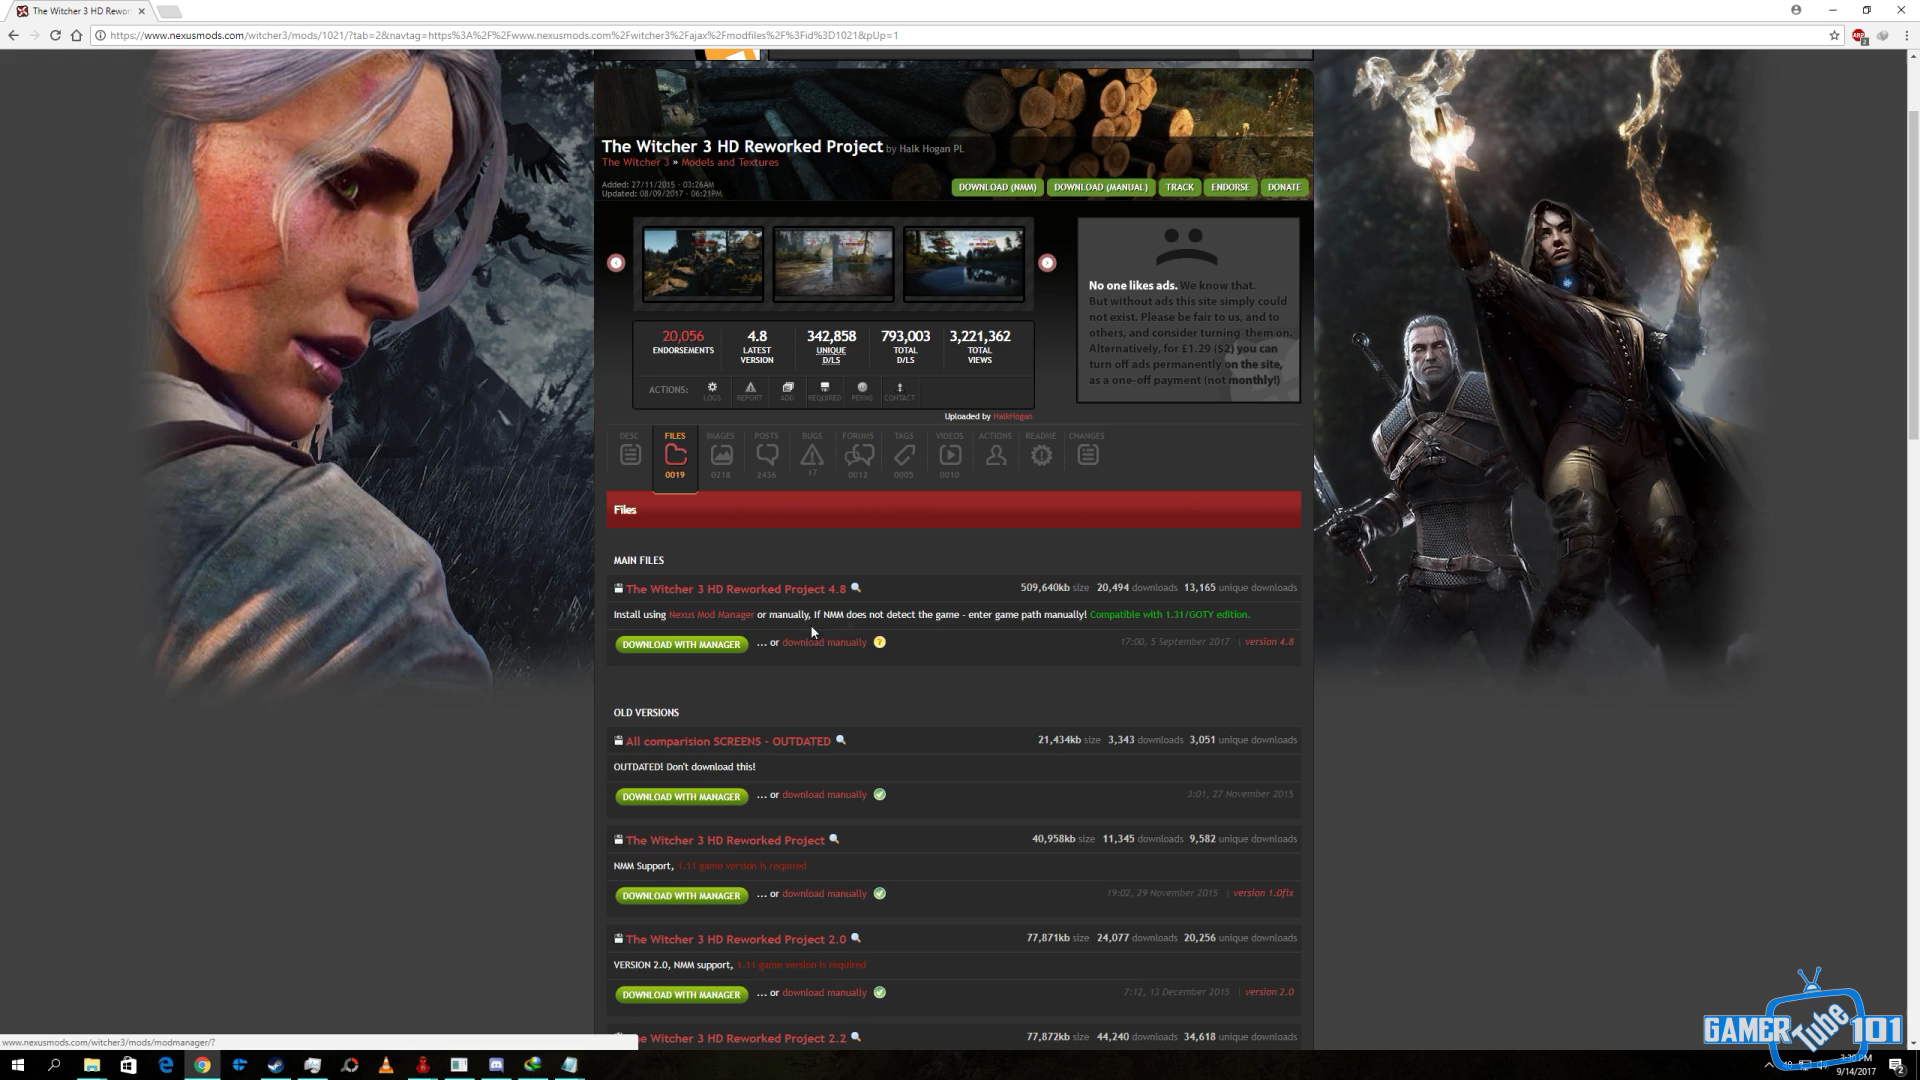 The Witcher 3 HD Rewor
https://www.nexusmods.com/witcher3/mods/1021/?tab=2&navtag=https%3A%2F%2Fwww.nexusmods.com%2Fwitcher3%2Fajax%2Fmodfiles%2F%3Fid%3D1021&pUp=1
The Witcher 3 HD Reworked Project by Halk Hogan PL
The Witcher 3 » Models and Textures
Added: 27/11/2015 - 03:26AM
Updated: 08/09/2017 - 06:21PM
DOWNLOAD (NMM) DOWNLOAD (MANUAL) TRACK ENDORSE DONATE
No one likes ads. We know that.
But without ads this site simply could
not exist. Please be fair to us, and to
others, and consider turning them on.
Alternatively, for £1.29 ($2) you can
turn off ads permanently on the site,
as a one-off payment (not monthly!)
20,056 4.8 342,858 793,003 3,221,362
ENDORSEMENTS LATEST VERSION UNIQUE D/LS TOTAL D/LS TOTAL VIEWS
ACTIONS: LOGS REPORT ADD REQUIRED PERMS CONTACT
Uploaded by HalkHogan
DESC FILES IMAGES POSTS BUGS FORUMS TAGS VIDEOS ACTIONS README CHANGES
0019 0218 2436 17 0012 0005 0010
Files
MAIN FILES
The Witcher 3 HD Reworked Project 4.8 509,640kb size 20,494 downloads 13,165 unique downloads
Install using Nexus Mod Manager or manually, If NMM does not detect the game - enter game path manually! Compatible with 1.31/GOTY edition.
DOWNLOAD WITH MANAGER ... or download manually ? 17:00, 5 September 2017 | version 4.8
OLD VERSIONS
All comparision SCREENS - OUTDATED 21,434kb size 3,343 downloads 3,051 unique downloads
OUTDATED! Don't download this!
DOWNLOAD WITH MANAGER ... or download manually 3:01, 27 November 2015
The Witcher 3 HD Reworked Project 40,958kb size 11,345 downloads 9,582 unique downloads
NMM Support, 1.11 game version is required
DOWNLOAD WITH MANAGER ... or download manually 19:02, 29 November 2015 | version 1.0fix
The Witcher 3 HD Reworked Project 2.0 77,871kb size 24,077 downloads 20,256 unique downloads
VERSION 2.0, NMM support, 1.11 game version is required
DOWNLOAD WITH MANAGER ... or download manually 7:12, 13 December 2015 | version 2.0
e Witcher 3 HD Reworked Project 2.2 77,872kb size 44,240 downloads 34,618 unique downloads
www.nexusmods.com/witcher3/mods/modmanager/?
GAMER Tube 101
9/14/2017